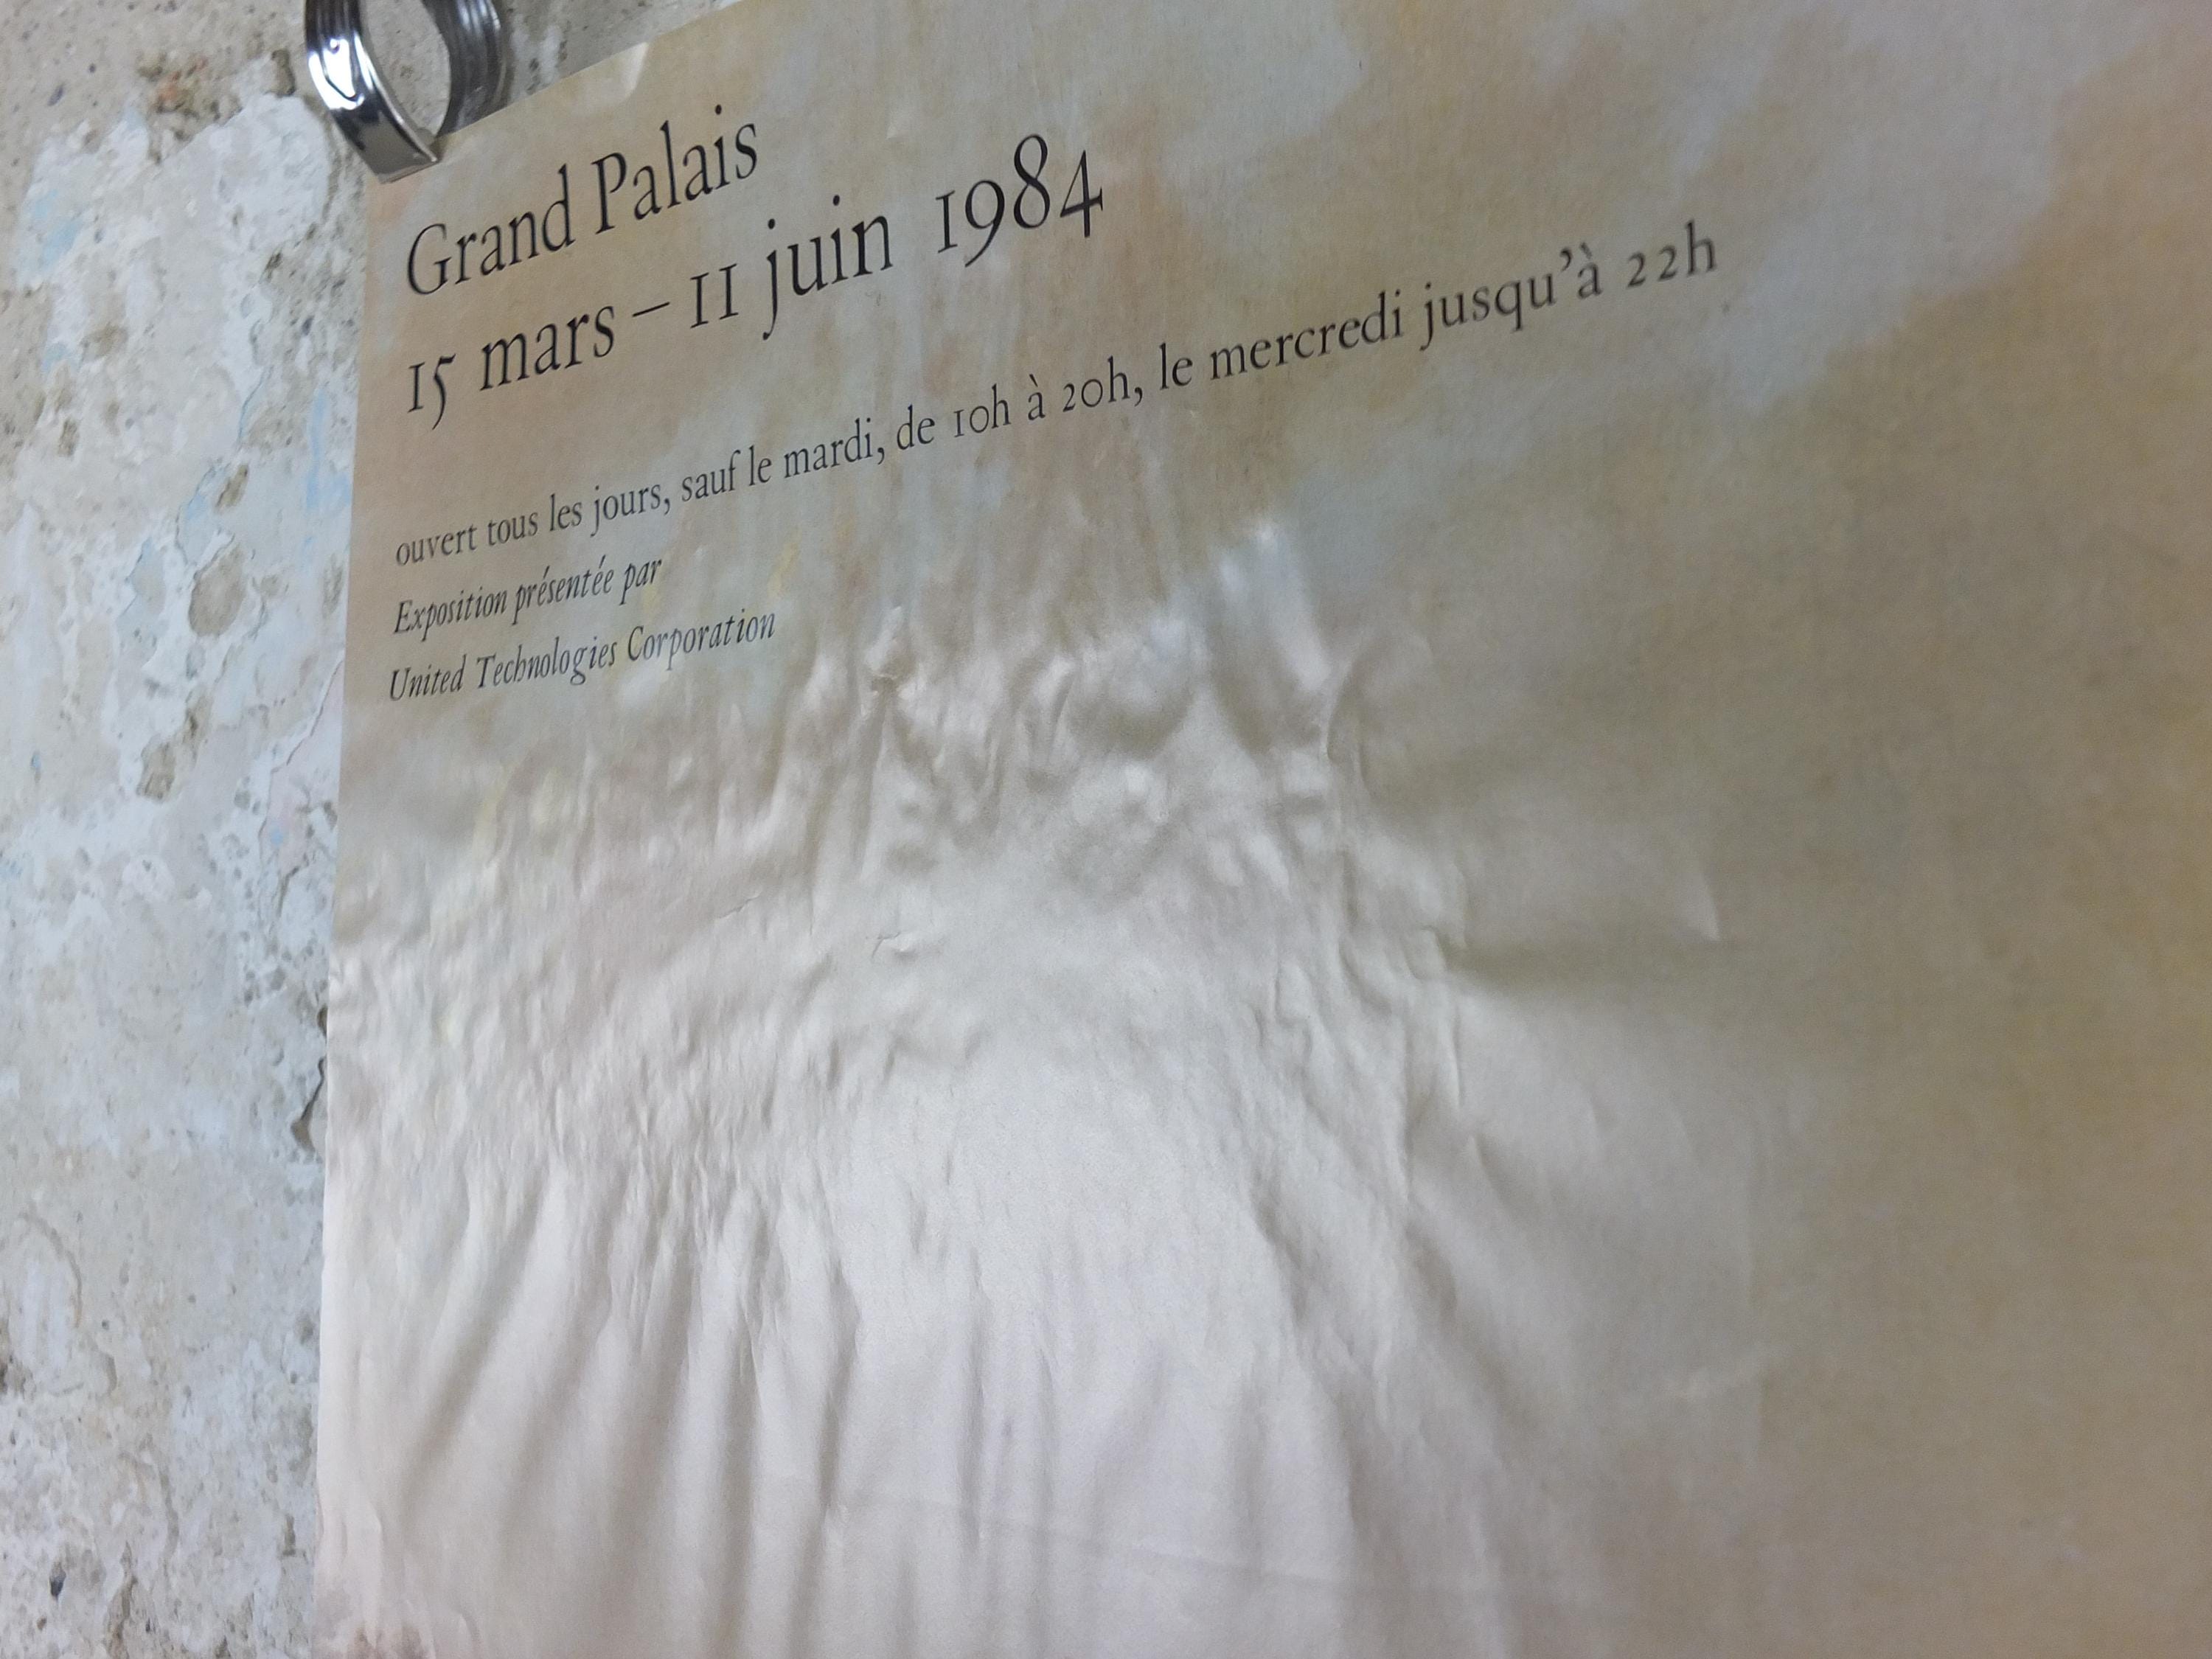 Grand Palais
15 mars – 11 juin 1984
ouvert tous les jours, sauf le mardi, de 10h à 20h, le mercredi jusqu'à 22h
Exposition présentée par
United Technologies Corporation